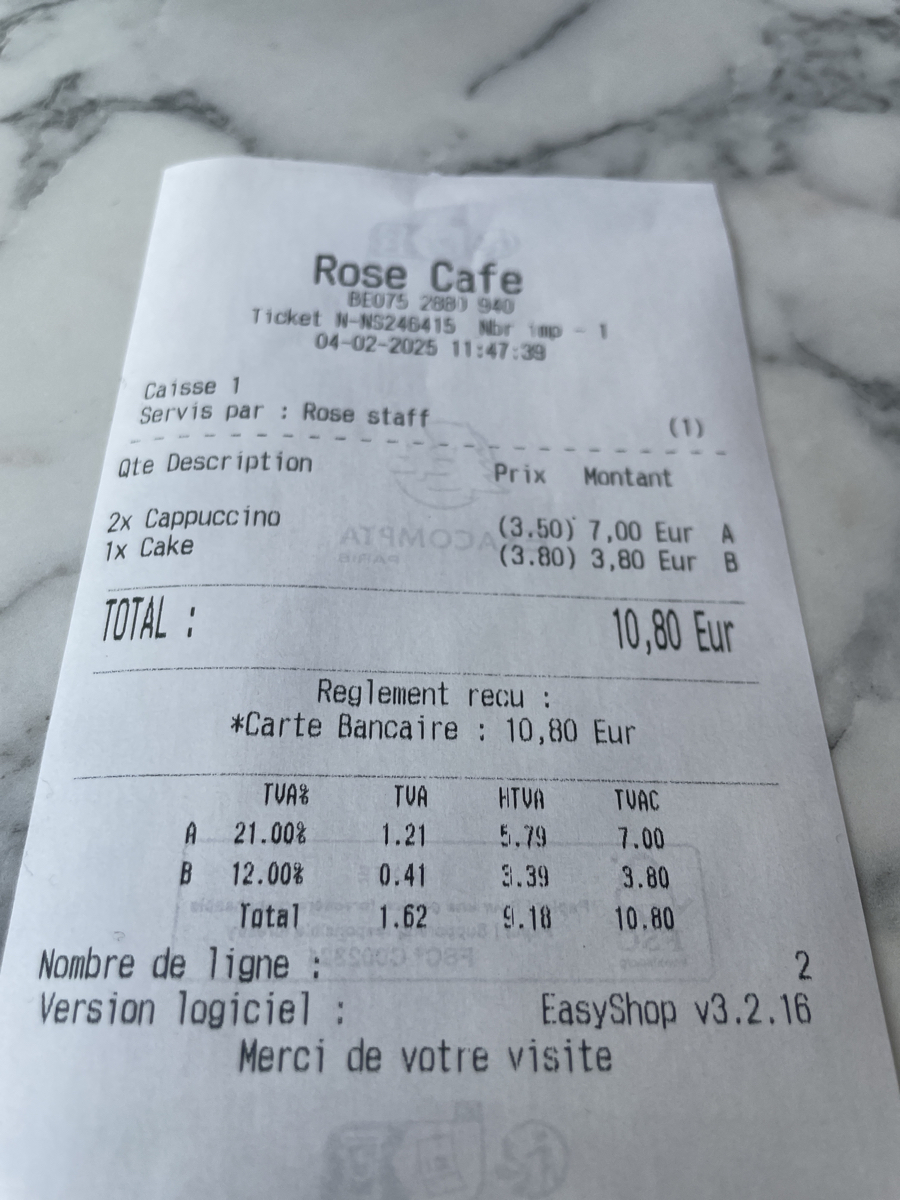 Rose Cafe
BE075 2880 940
Ticket N-NS246415 Nbr imp - 1
04-02-2025 11:47:39
Caisse 1
Servis par : Rose staff (1)
Qte Description Prix Montant
2x Cappuccino (3.50) 7,00 Eur A
1x Cake (3.80) 3,80 Eur B
TOTAL : 10,80 Eur
Reglement recu :
*Carte Bancaire : 10,80 Eur
TVA% TVA HTVA TVAC
A 21.00% 1.21 5.79 7.00
B 12.00% 0.41 3.39 3.80
Total 1.62 9.18 10.80
Nombre de ligne : 2
Version logiciel : EasyShop v3.2.16
Merci de votre visite